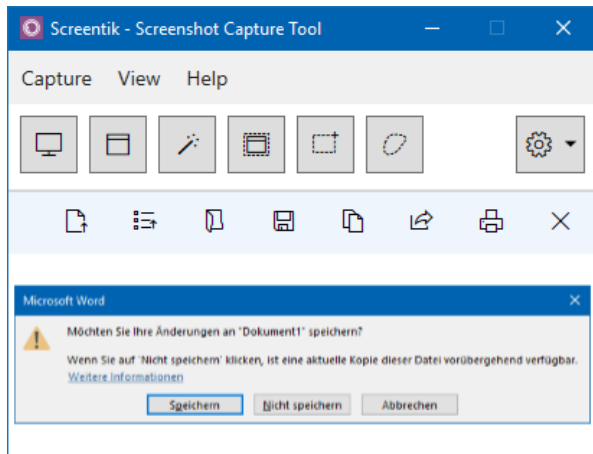 Screentik - Screenshot Capture Tool
Capture View Help
Microsoft Word
Möchten Sie Ihre Änderungen an "Dokument1" speichern?
Wenn Sie auf 'Nicht speichern' klicken, ist eine aktuelle Kopie dieser Datei vorübergehend verfügbar.
Weitere Informationen
Speichern Nicht speichern Abbrechen